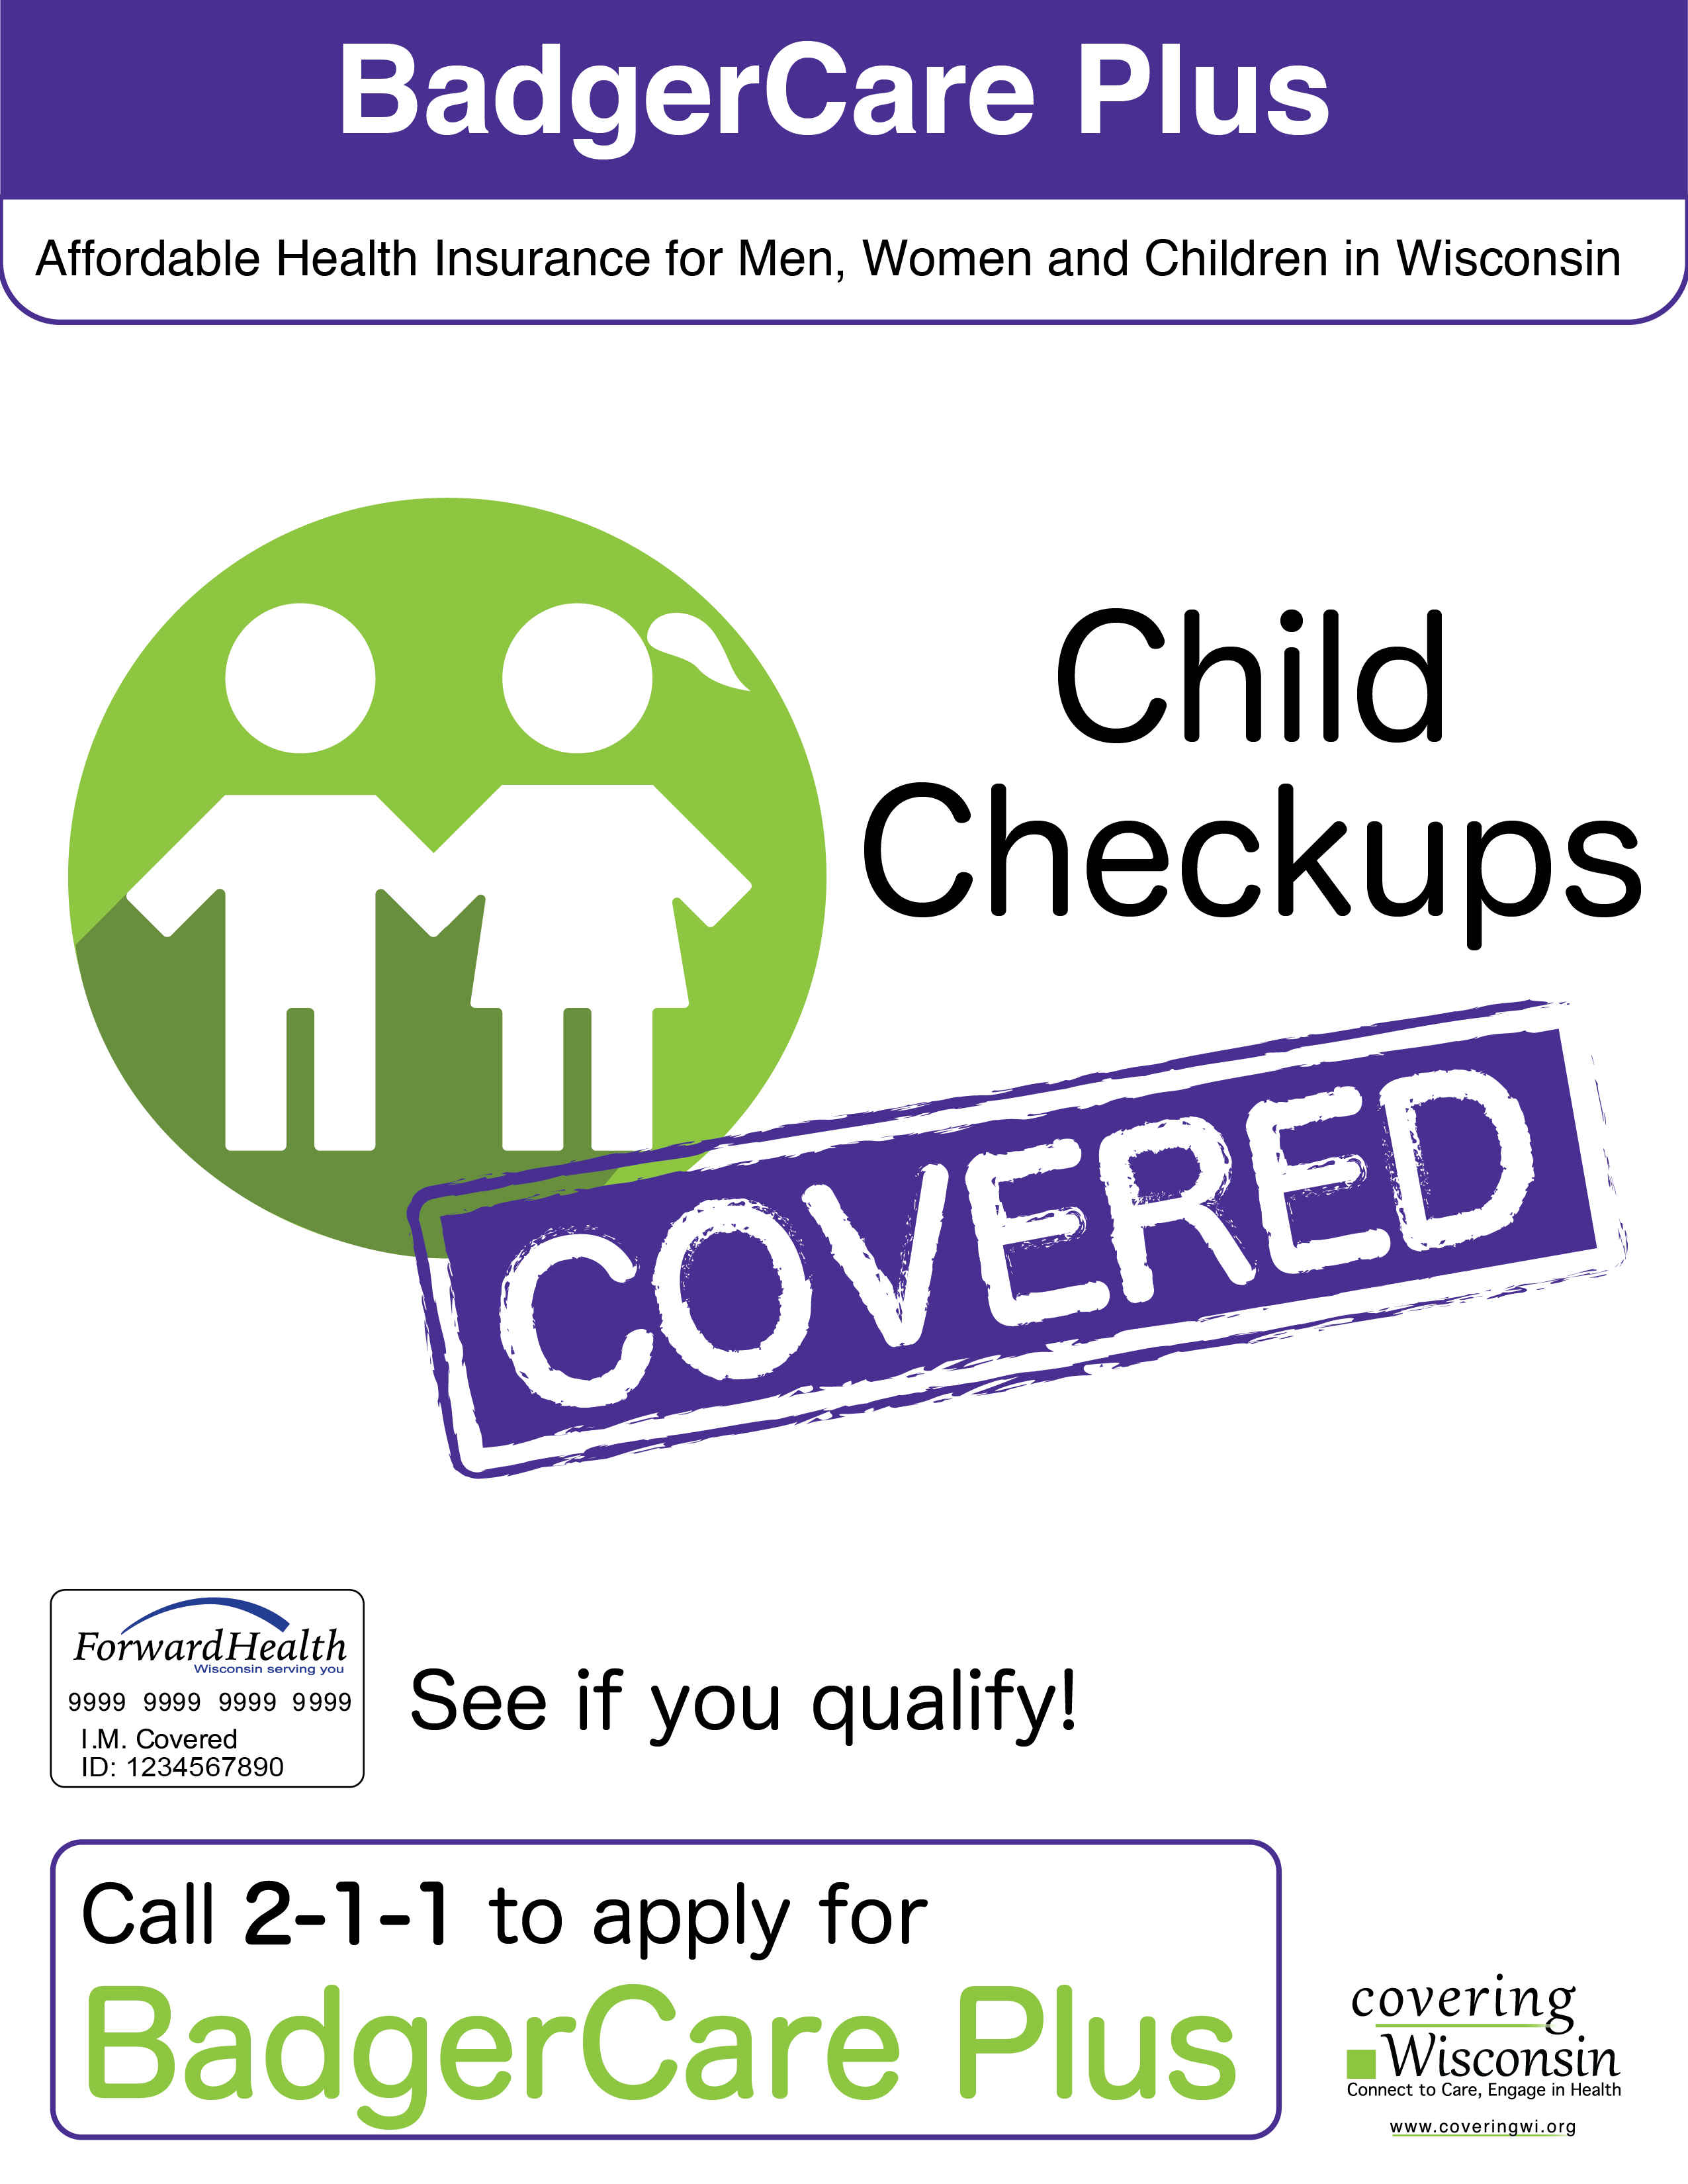 BadgerCare Plus
Affordable Health Insurance for Men, Women and Children in Wisconsin
Child
Checkups
COVERED
ForwardHealth
Wisconsin serving you
9999 9999 9999 9999
I.M. Covered
ID: 1234567890
See if you qualify!
Call 2-1-1 to apply for
BadgerCare Plus
covering
Wisconsin
Connect to Care, Engage in Health
www.coveringwi.org